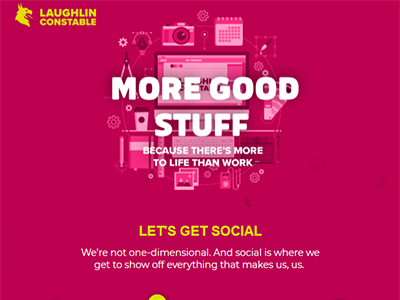 LAUGHLIN
CONSTABLE
MORE GOOD
STUFF
BECAUSE THERE'S MORE
TO LIFE THAN WORK
LET'S GET SOCIAL
We're not one-dimensional. And social is where we
get to show off everything that makes us, us.